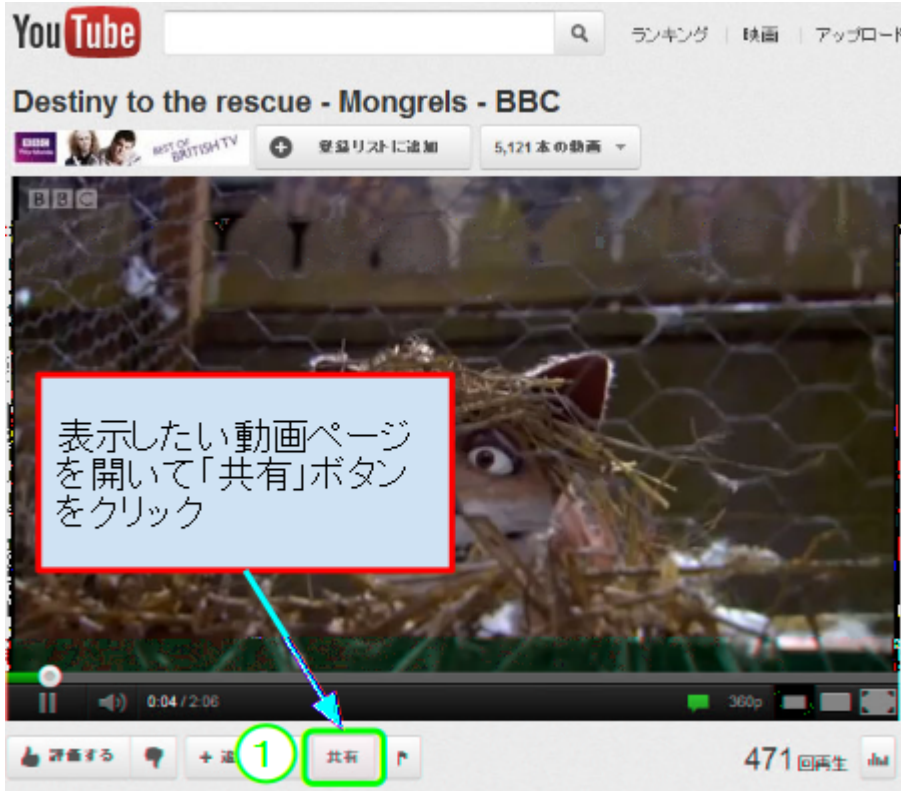 YouTube
ランキング | 映画 | アップロード
Destiny to the rescue - Mongrels - BBC
BBC
BEST OF BRITISH TV
登録リストに追加
5,121 本の動画
BBC
表示したい動画ページ
を開いて「共有」ボタン
をクリック
0:04 / 2:06
360p
評価する
+ 追
1
共有
471 回再生